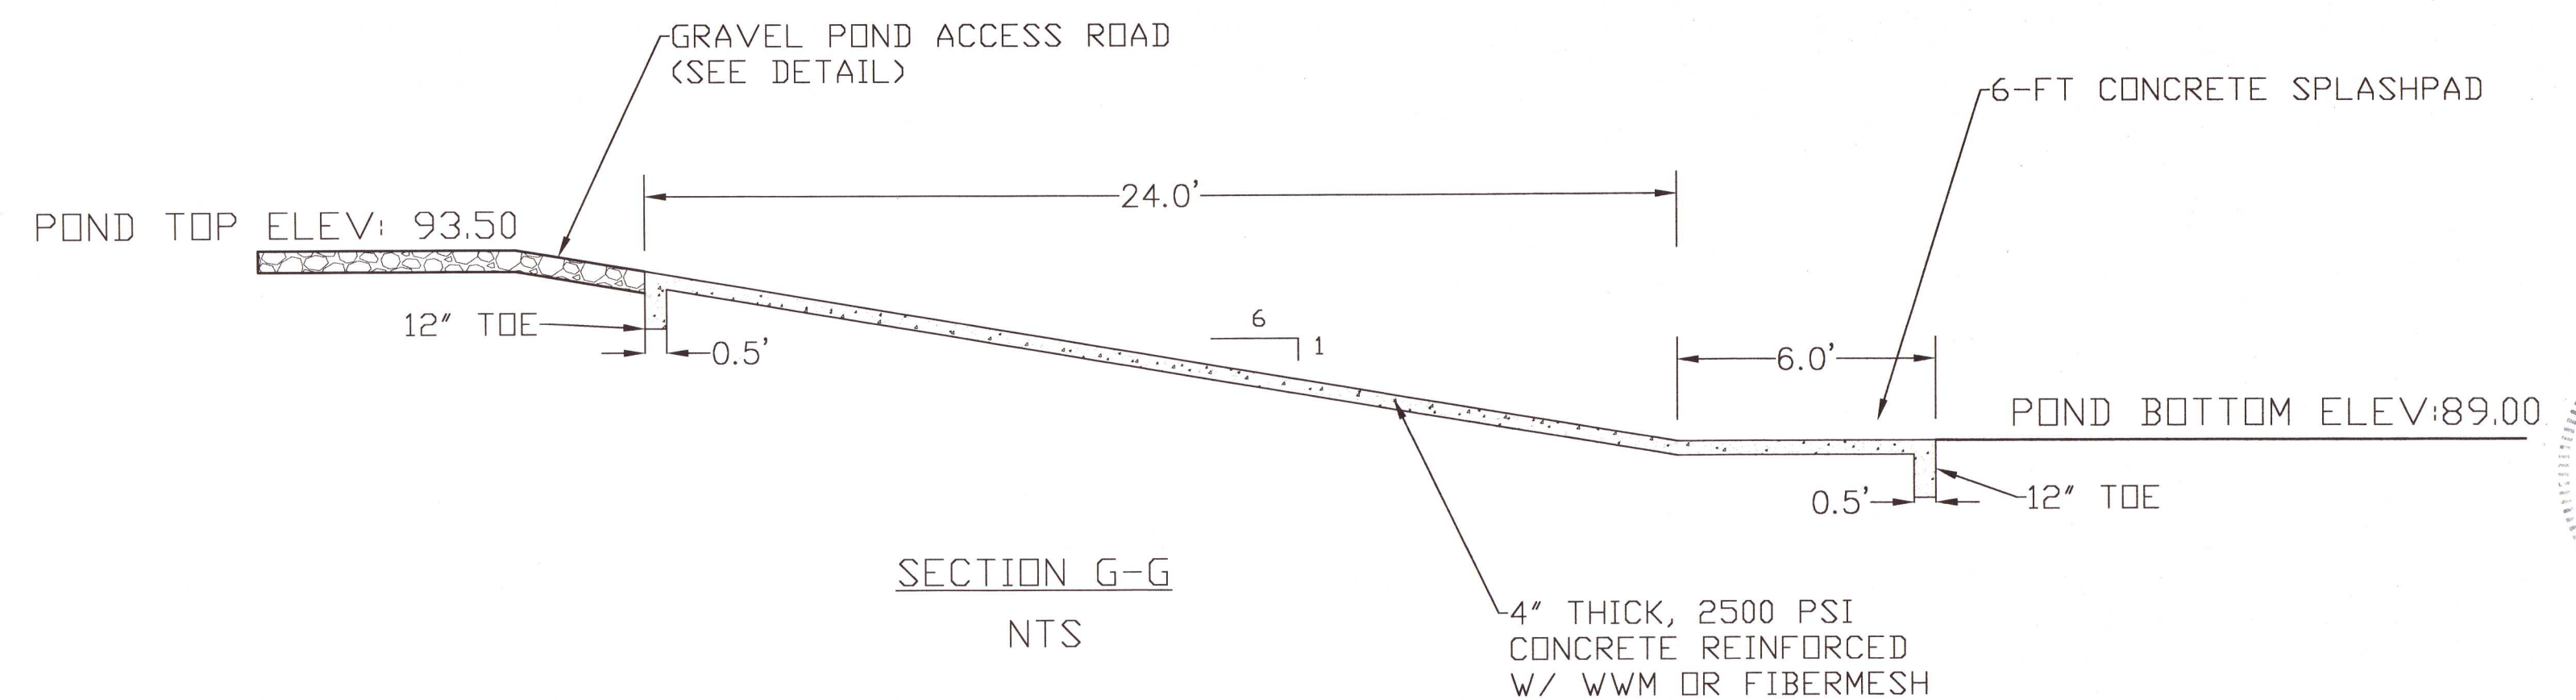 GRAVEL POND ACCESS ROAD
(SEE DETAIL)
6-FT CONCRETE SPLASHPAD
24.0'
POND TOP ELEV: 93.50
12" TOE
0.5'
6
1
6.0'
POND BOTTOM ELEV:89.00
0.5'
12" TOE
SECTION G-G
NTS
4" THICK, 2500 PSI
CONCRETE REINFORCED
W/ WWM OR FIBERMESH